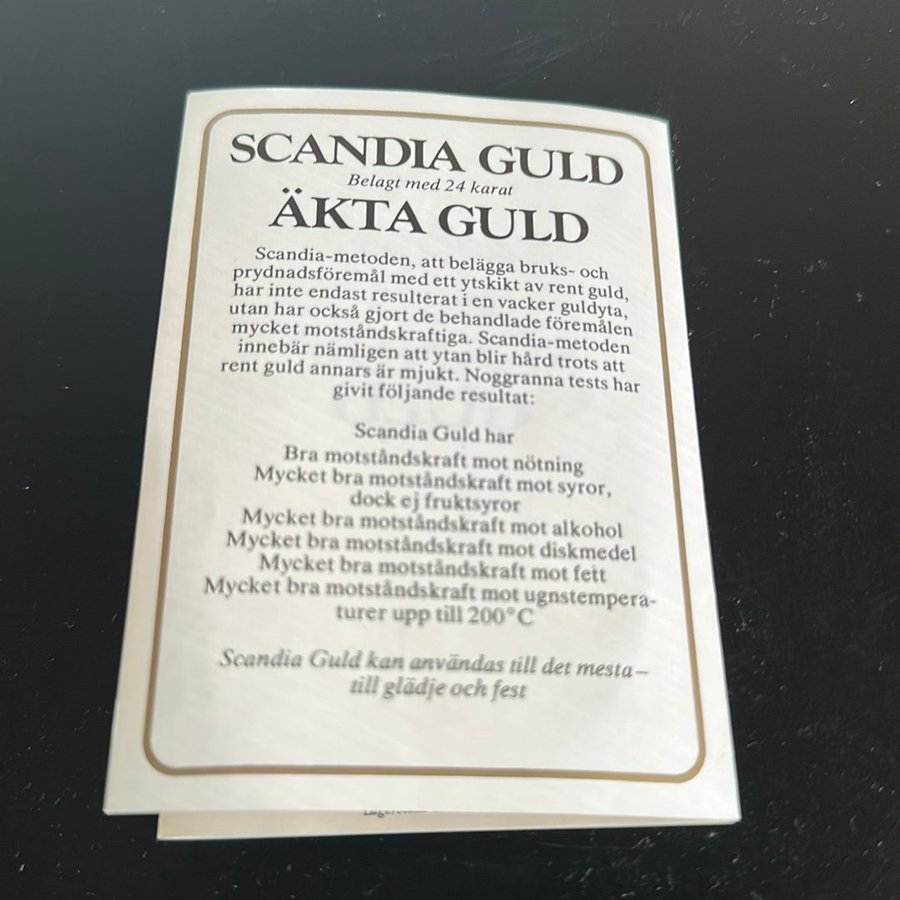 SCANDIA GULD
Belagt med 24 karat
ÄKTA GULD
Scandia-metoden, att belägga bruks- och
prydnadsföremål med ett ytskikt av rent guld,
har inte endast resulterat i en vacker guldyta,
utan har också gjort de behandlade föremålen
mycket motståndskraftiga. Scandia-metoden
innebär nämligen att ytan blir hård trots att
rent guld annars är mjukt. Noggranna tests har
givit följande resultat:
Scandia Guld har
Bra motståndskraft mot nötning
Mycket bra motståndskraft mot syror,
dock ej fruktsyror
Mycket bra motståndskraft mot alkohol
Mycket bra motståndskraft mot diskmedel
Mycket bra motståndskraft mot fett
Mycket bra motståndskraft mot ugnstempera-
turer upp till 200°C
Scandia Guld kan användas till det mesta–
till glädje och fest